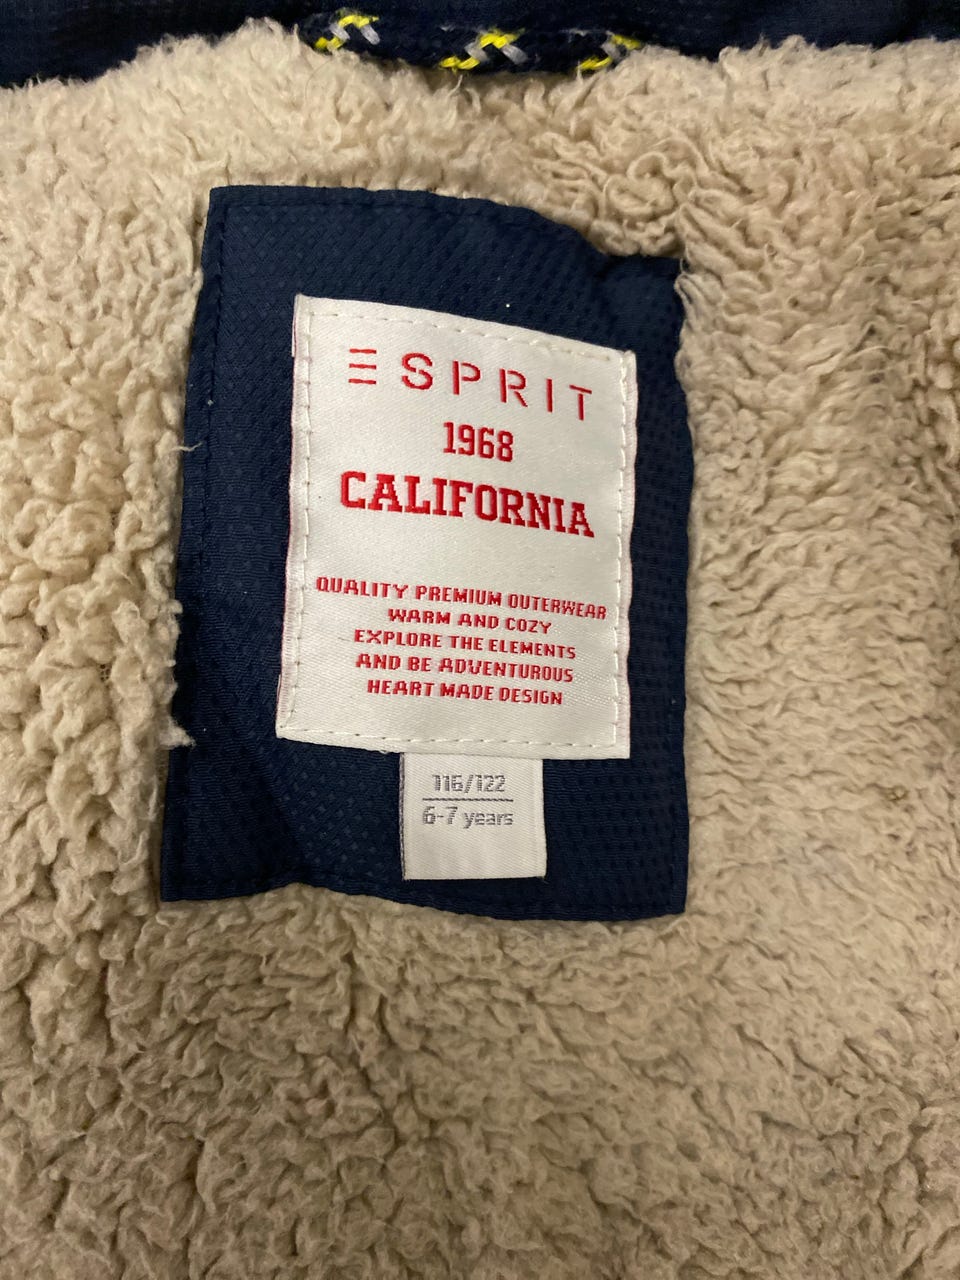 ESPRIT
1968
CALIFORNIA
QUALITY PREMIUM OUTERWEAR
WARM AND COZY
EXPLORE THE ELEMENTS
AND BE ADVENTUROUS
HEART MADE DESIGN
116/122
6-7 years